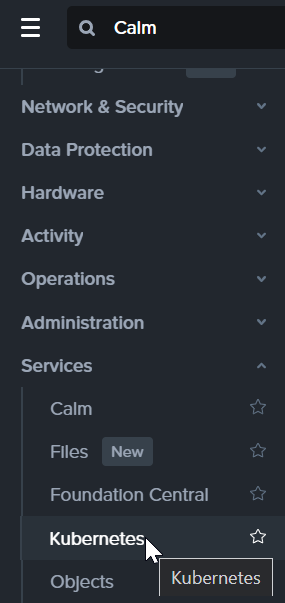 Calm
Network & Security
Data Protection
Hardware
Activity
Operations
Administration
Services
Calm
Files New
Foundation Central
Kubernetes
Kubernetes
Objects